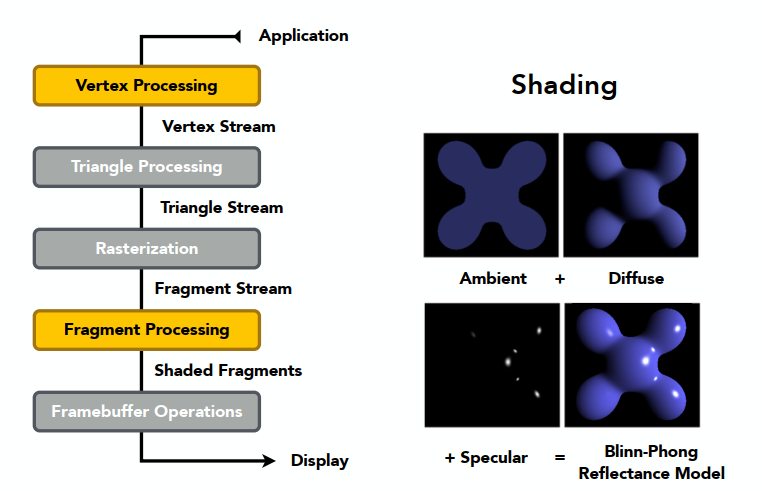 Application
Vertex Processing
Vertex Stream
Triangle Processing
Triangle Stream
Rasterization
Fragment Stream
Fragment Processing
Shaded Fragments
Framebuffer Operations
Display
Shading
Ambient + Diffuse
+ Specular = Blinn-Phong
Reflectance Model